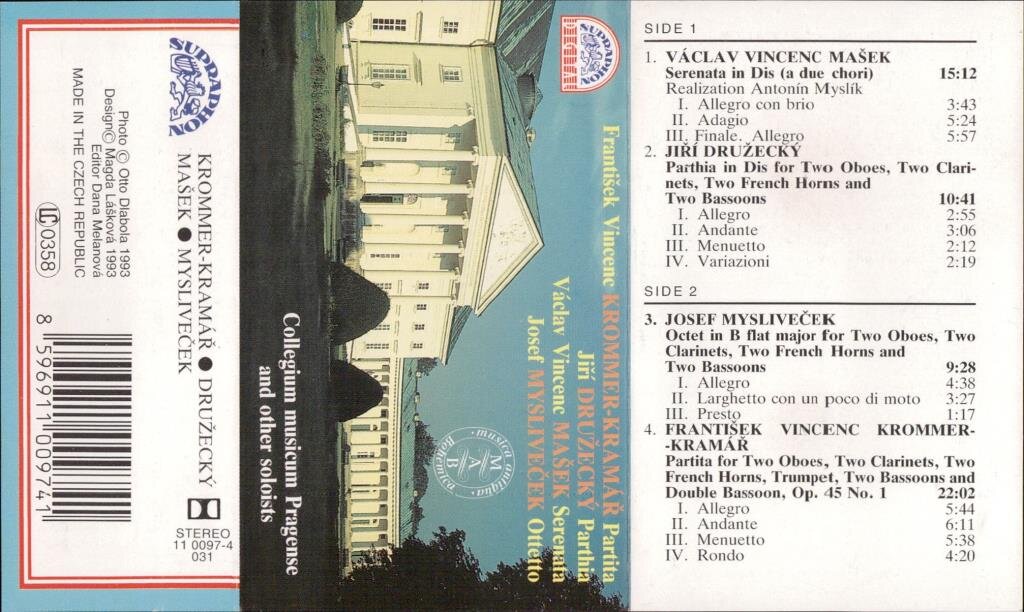 SUPRAPHON
Photo © Otto Dlabola 1993
Design © Magda Lášková 1993
Editor Dana Melanová
MADE IN THE CZECH REPUBLIC
LC 0358
8 596911 009741
KROMMER-KRAMÁŘ ● DRUŽECKÝ
MAŠEK ● MYSLIVEČEK
STEREO
11 0097-4
031
SUPRAPHON
František Vincenc KROMMER-KRAMÁŘ Partita
Jiří DRUŽECKÝ Parthia
Václav Vincenc MAŠEK Serenata
Josef MYSLIVEČEK Ottetto
musica antiqua
MAB
Bohemica
Collegium musicum Pragense
and other soloists
SIDE 1
1. VÁCLAV VINCENC MAŠEK
Serenata in Dis (a due chori) 15:12
Realization Antonín Myslík
I. Allegro con brio 3:43
II. Adagio 5:24
III. Finale. Allegro 5:57
2. JIŘÍ DRUŽECKÝ
Parthia in Dis for Two Oboes, Two Clari-
nets, Two French Horns and
Two Bassoons 10:41
I. Allegro 2:55
II. Andante 3:06
III. Menuetto 2:12
IV. Variazioni 2:19
SIDE 2
3. JOSEF MYSLIVEČEK
Octet in B flat major for Two Oboes, Two
Clarinets, Two French Horns and
Two Bassoons 9:28
I. Allegro 4:38
II. Larghetto con un poco di moto 3:27
III. Presto 1:17
4. FRANTIŠEK VINCENC KROMMER-
-KRAMÁŘ
Partita for Two Oboes, Two Clarinets, Two
French Horns, Trumpet, Two Bassoons and
Double Bassoon, Op. 45 No. 1 22:02
I. Allegro 5:44
II. Andante 6:11
III. Menuetto 5:38
IV. Rondo 4:20